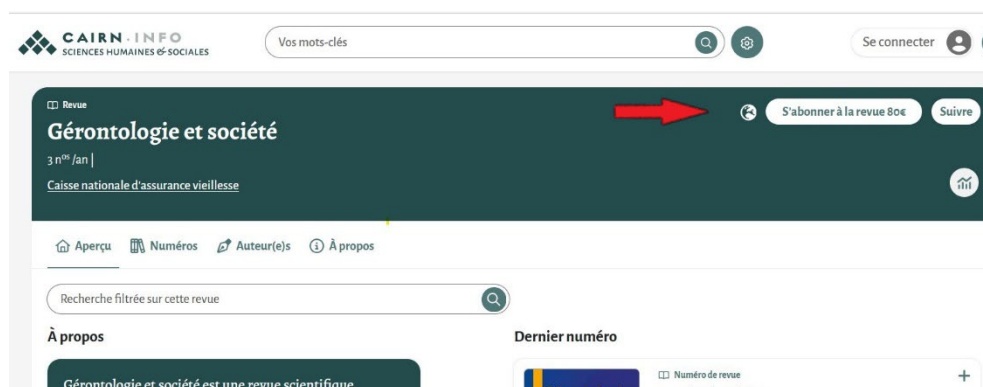 CAIRN.INFO
SCIENCES HUMAINES & SOCIALES
Vos mots-clés
Se connecter
Revue
Gérontologie et société
3 nos /an |
Caisse nationale d'assurance vieillesse
S'abonner à la revue 80€
Suivre
Aperçu Numéros Auteur(e)s À propos
Recherche filtrée sur cette revue
À propos
Gérontologie et société est une revue scientifique
Dernier numéro
Numéro de revue